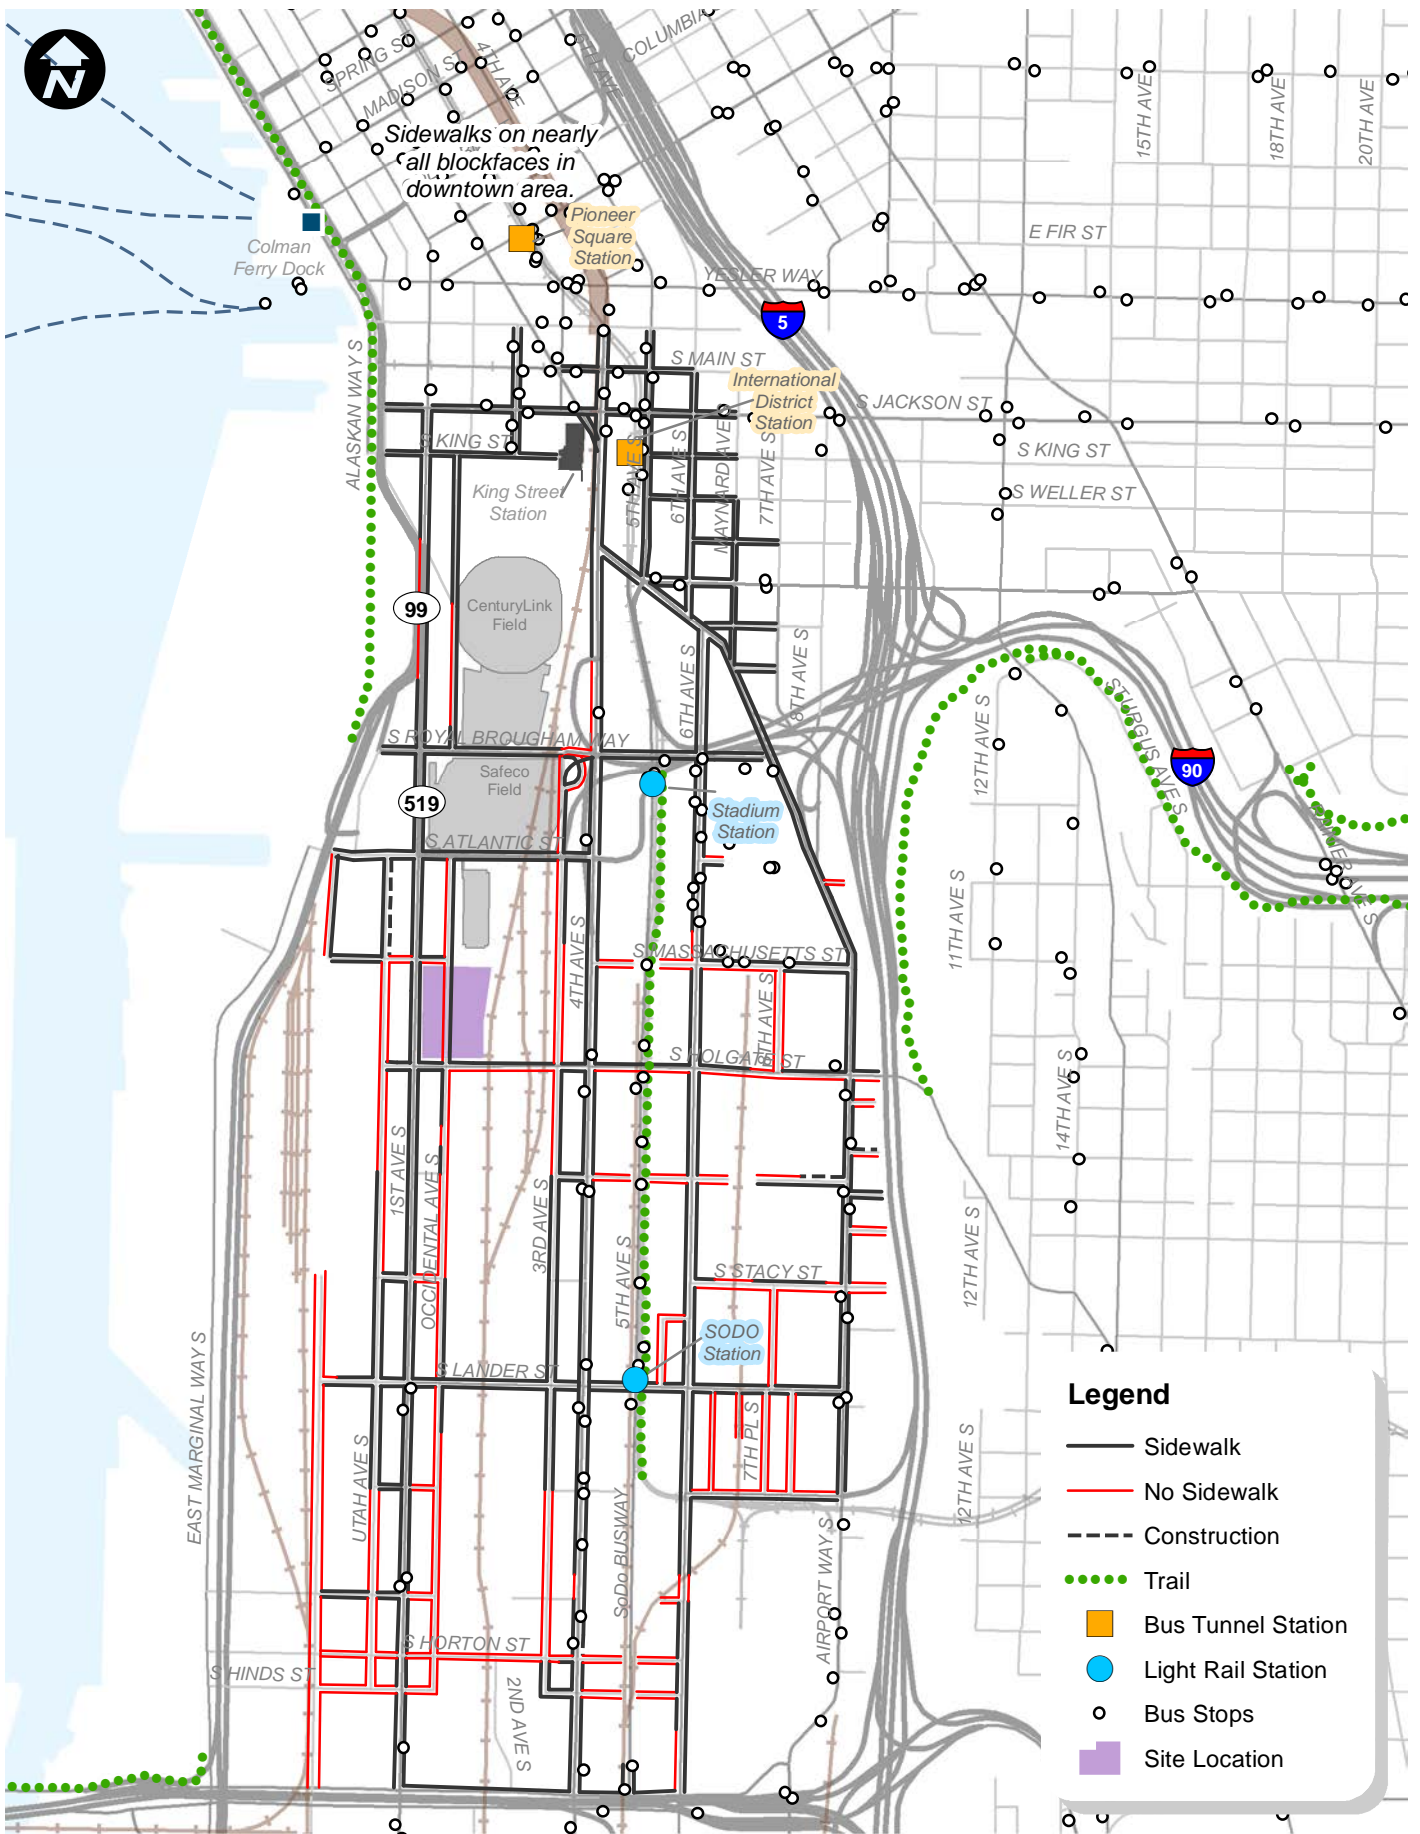 N
SPRING ST
MADISON ST
4TH AVE
5TH AVE
COLUMBIA
15TH AVE
18TH AVE
20TH AVE
Sidewalks on nearly
all blockfaces in
downtown area.
Pioneer
Square
Station
Colman
Ferry Dock
E FIR ST
YESLER WAY
5
S MAIN ST
International
District
Station
S JACKSON ST
ALASKAN WAY S
S KING ST
S KING ST
S WELLER ST
King Street
Station
5TH AVE S
6TH AVE S
MAYNARD AVE S
7TH AVE S
CenturyLink
Field
99
6TH AVE S
8TH AVE S
12TH AVE S
STURGUS AVE S
S ROYAL BROUGHAM WAY
90
Safeco
Field
519
Stadium
Station
RAINIER AVE S
S ATLANTIC ST
11TH AVE S
4TH AVE S
S MASSACHUSETTS ST
8TH AVE S
S HOLGATE ST
14TH AVE S
1ST AVE S
OCCIDENTAL AVE S
3RD AVE S
12TH AVE S
5TH AVE S
S STACY ST
SODO
Station
EAST MARGINAL WAY S
S LANDER ST
UTAH AVE S
7TH PL S
12TH AVE S
SoDo BUSWAY
AIRPORT WAY S
S HORTON ST
S HINDS ST
2ND AVE S
Legend
Sidewalk
No Sidewalk
Construction
Trail
Bus Tunnel Station
Light Rail Station
Bus Stops
Site Location